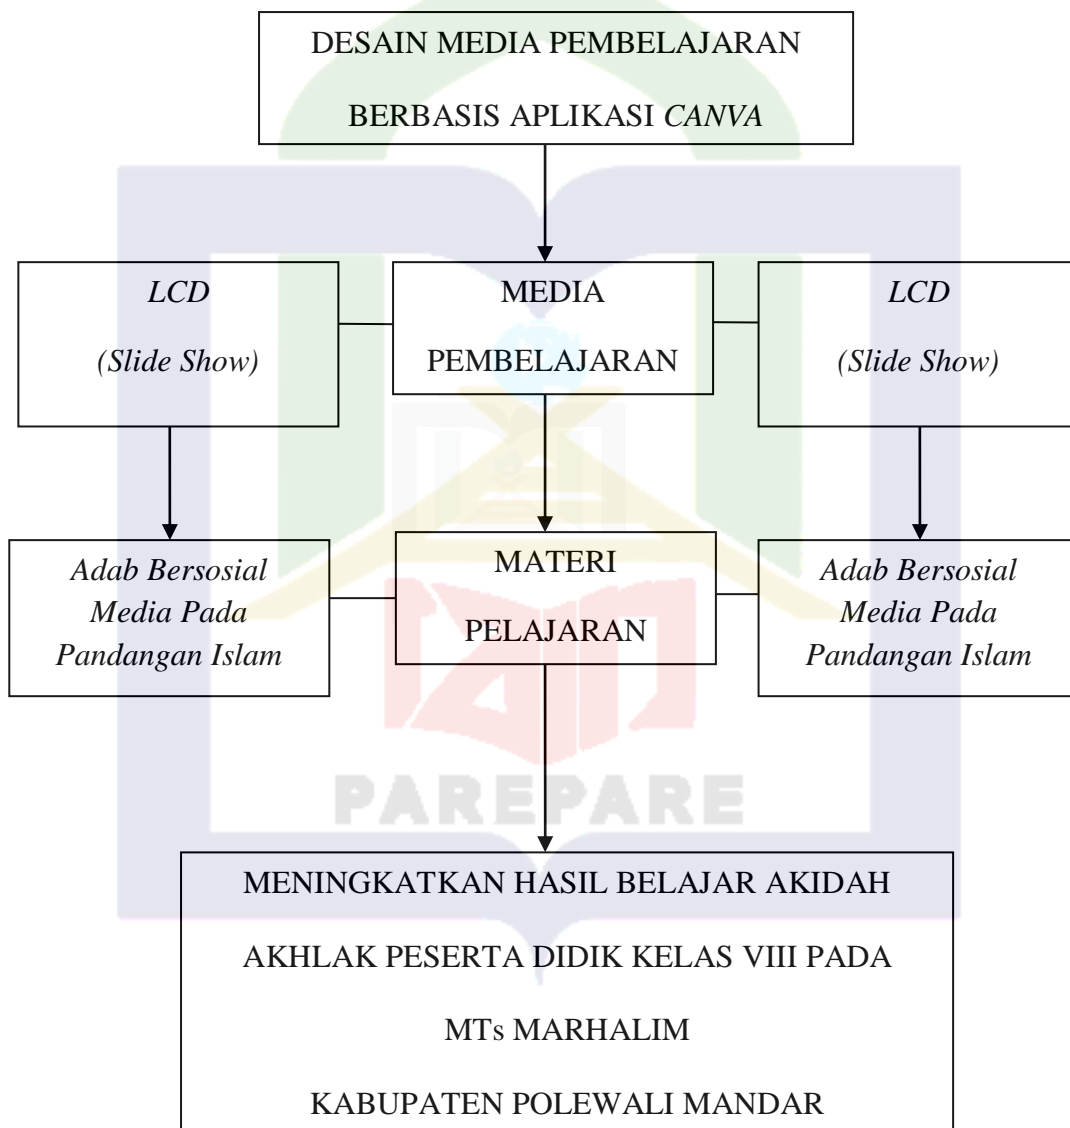 DESAIN MEDIA PEMBELAJARAN
BERBASIS APLIKASI CANVA
LCD
(Slide Show)
MEDIA
PEMBELAJARAN
LCD
(Slide Show)
Adab Bersosial
Media Pada
Pandangan Islam
MATERI
PELAJARAN
Adab Bersosial
Media Pada
Pandangan Islam
PAREPARE
MENINGKATKAN HASIL BELAJAR AKIDAH
AKHLAK PESERTA DIDIK KELAS VIII PADA
MTs MARHALIM
KABUPATEN POLEWALI MANDAR